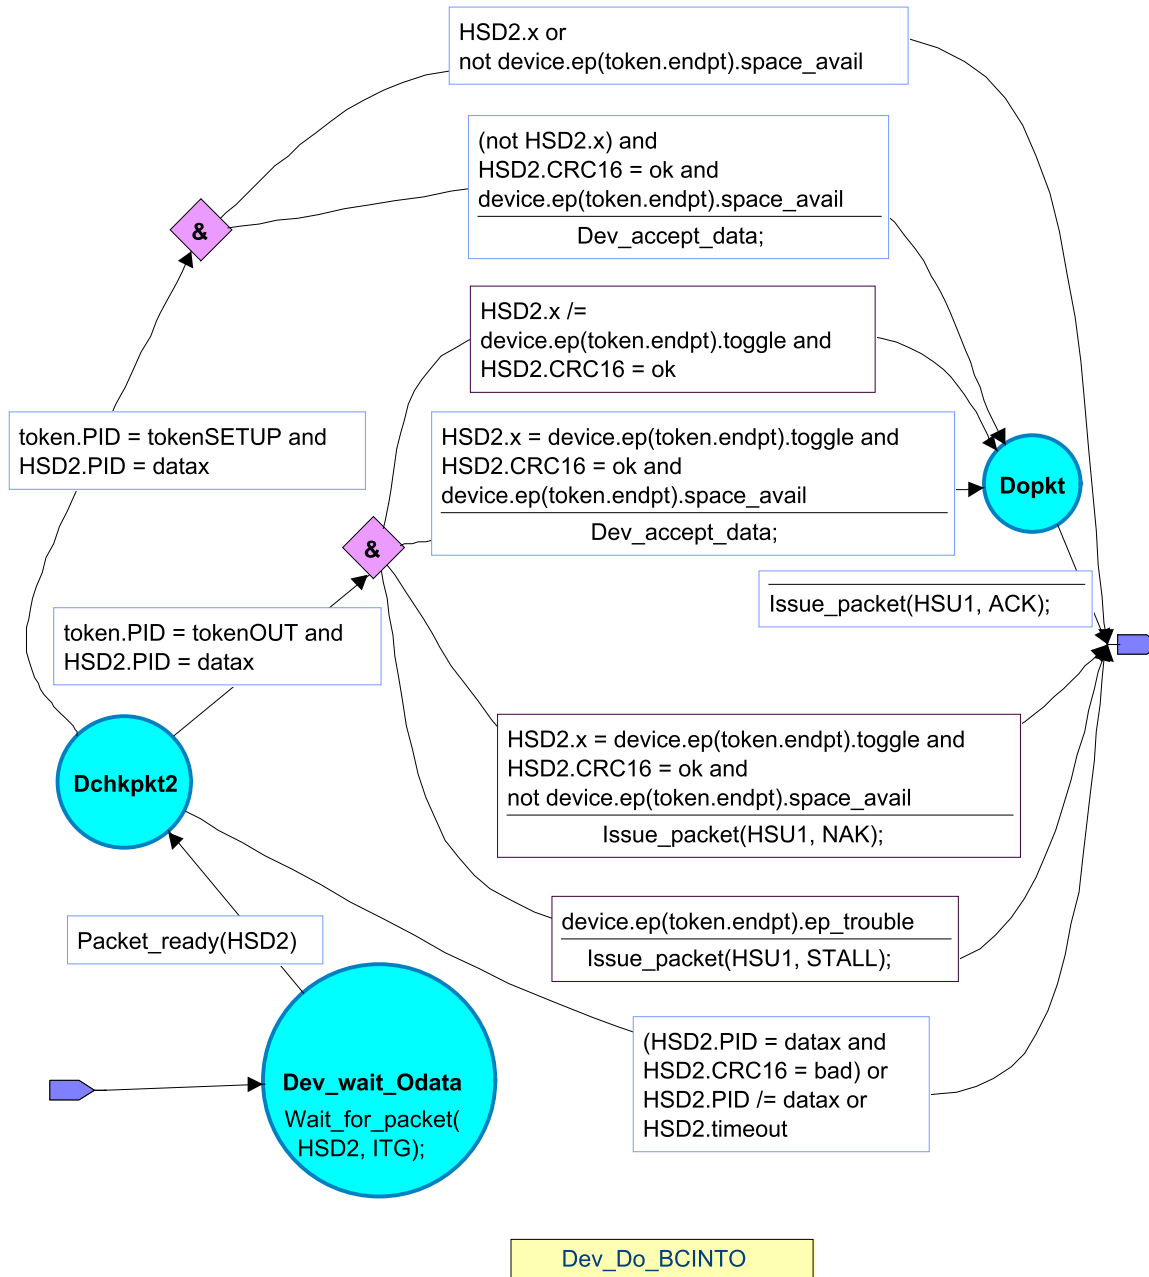 HSD2.x or
not device.ep(token.endpt).space_avail
(not HSD2.x) and
HSD2.CRC16 = ok and
device.ep(token.endpt).space_avail
Dev_accept_data;
&
HSD2.x /=
device.ep(token.endpt).toggle and
HSD2.CRC16 = ok
token.PID = tokenSETUP and
HSD2.PID = datax
HSD2.x = device.ep(token.endpt).toggle and
HSD2.CRC16 = ok and
device.ep(token.endpt).space_avail
Dev_accept_data;
Dopkt
&
Issue_packet(HSU1, ACK);
token.PID = tokenOUT and
HSD2.PID = datax
HSD2.x = device.ep(token.endpt).toggle and
HSD2.CRC16 = ok and
not device.ep(token.endpt).space_avail
Issue_packet(HSU1, NAK);
Dchkpkt2
device.ep(token.endpt).ep_trouble
Issue_packet(HSU1, STALL);
Packet_ready(HSD2)
(HSD2.PID = datax and
HSD2.CRC16 = bad) or
HSD2.PID /= datax or
HSD2.timeout
Dev_wait_Odata
Wait_for_packet(
HSD2, ITG);
Dev_Do_BCINTO